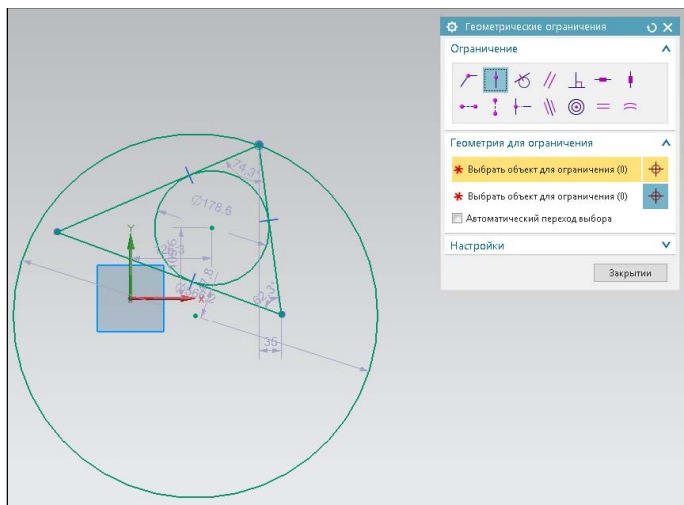 Геометрические ограничения
Ограничение
Геометрия для ограничения
Выбрать объект для ограничения (0)
Выбрать объект для ограничения (0)
Автоматический переход выбора
Настройки
Закрытии
74,3°
Ø178,6
Y
X
62,3°
35